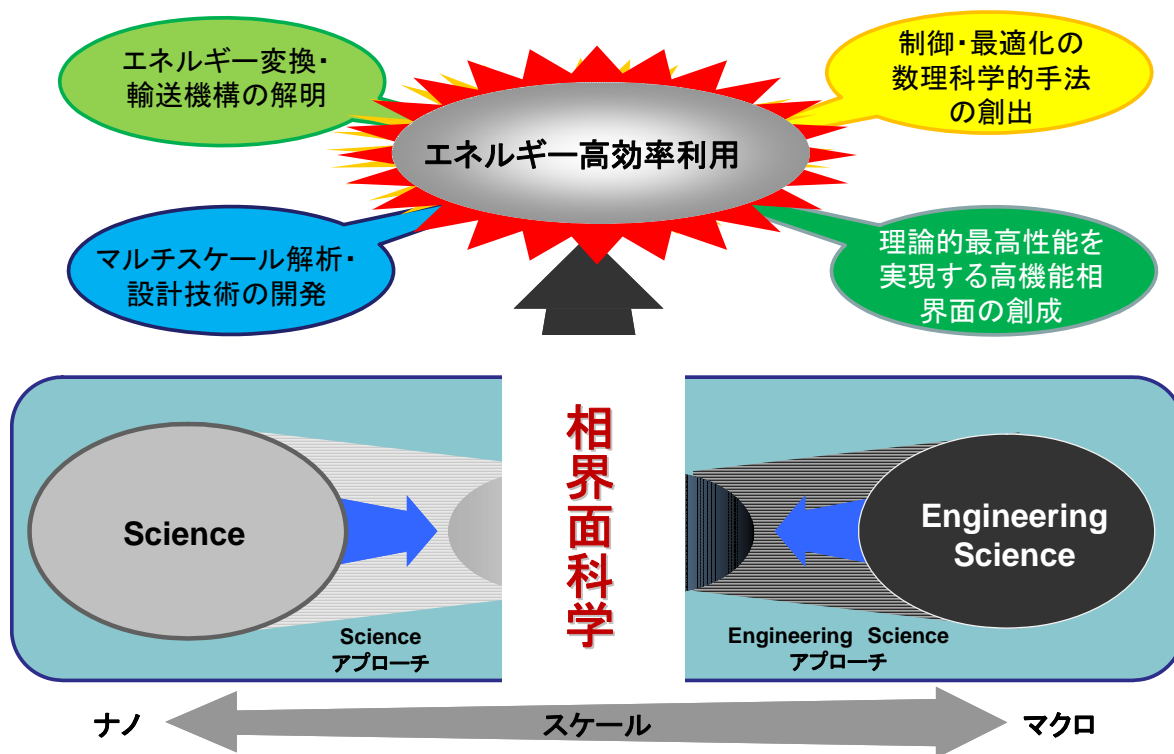 エネルギー変換・
輸送機構の解明
制御・最適化の
数理科学的手法
の創出
エネルギー高効率利用
マルチスケール解析・
設計技術の開発
理論的最高性能を
実現する高機能相
界面の創成
相界面科学
Science
Engineering
Science
Science
アプローチ
Engineering Science
アプローチ
ナノ
スケール
マクロ